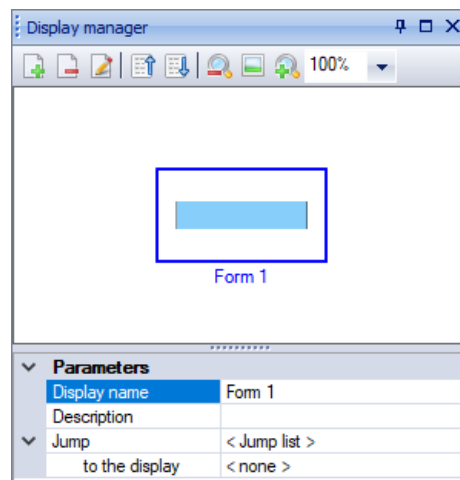 Display manager
100%
Form 1
Parameters
Display name Form 1
Description
Jump < Jump list >
to the display < none >